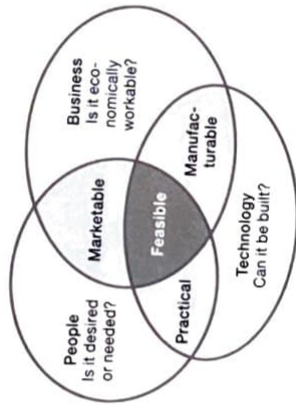 People
Is it desired
or needed?
Business
Is it eco-
nomically
workable?
Marketable
Feasible
Practical
Manufac-
turable
Technology
Can it be built?